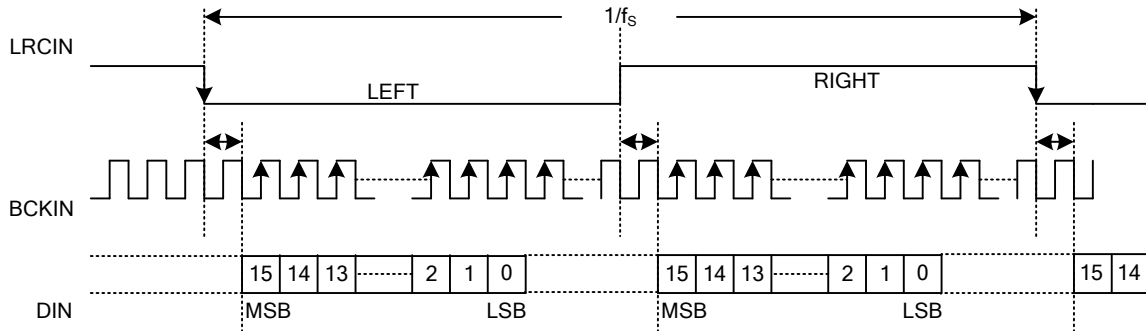 1/fS
LRCIN
LEFT
RIGHT
BCKIN
15 14 13 2 1 0 15 14 13 2 1 0 15 14
DIN
MSB LSB MSB LSB